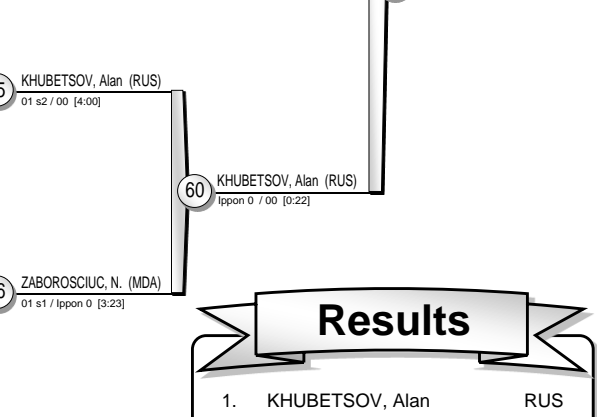 KHUBETSOV, Alan (RUS)
01 s2 / 00 [4:00]
60
KHUBETSOV, Alan (RUS)
Ippon 0 / 00 [0:22]
ZABOROSCIUC, N. (MDA)
01 s1 / Ippon 0 [3:23]
Results
1. KHUBETSOV, Alan RUS